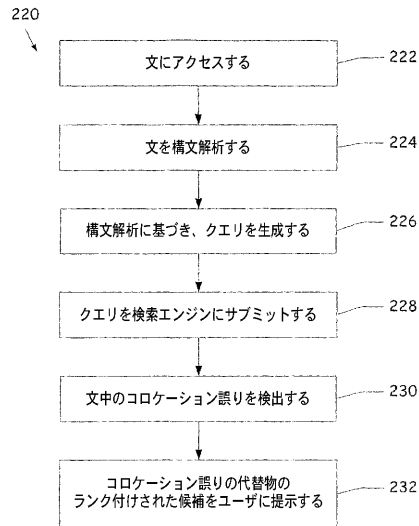 220
文にアクセスする
222
文を構文解析する
224
構文解析に基づき、クエリを生成する
226
クエリを検索エンジンにサブミットする
228
文中のコロケーション誤りを検出する
230
コロケーション誤りの代替物の
ランク付けされた候補をユーザに提示する
232